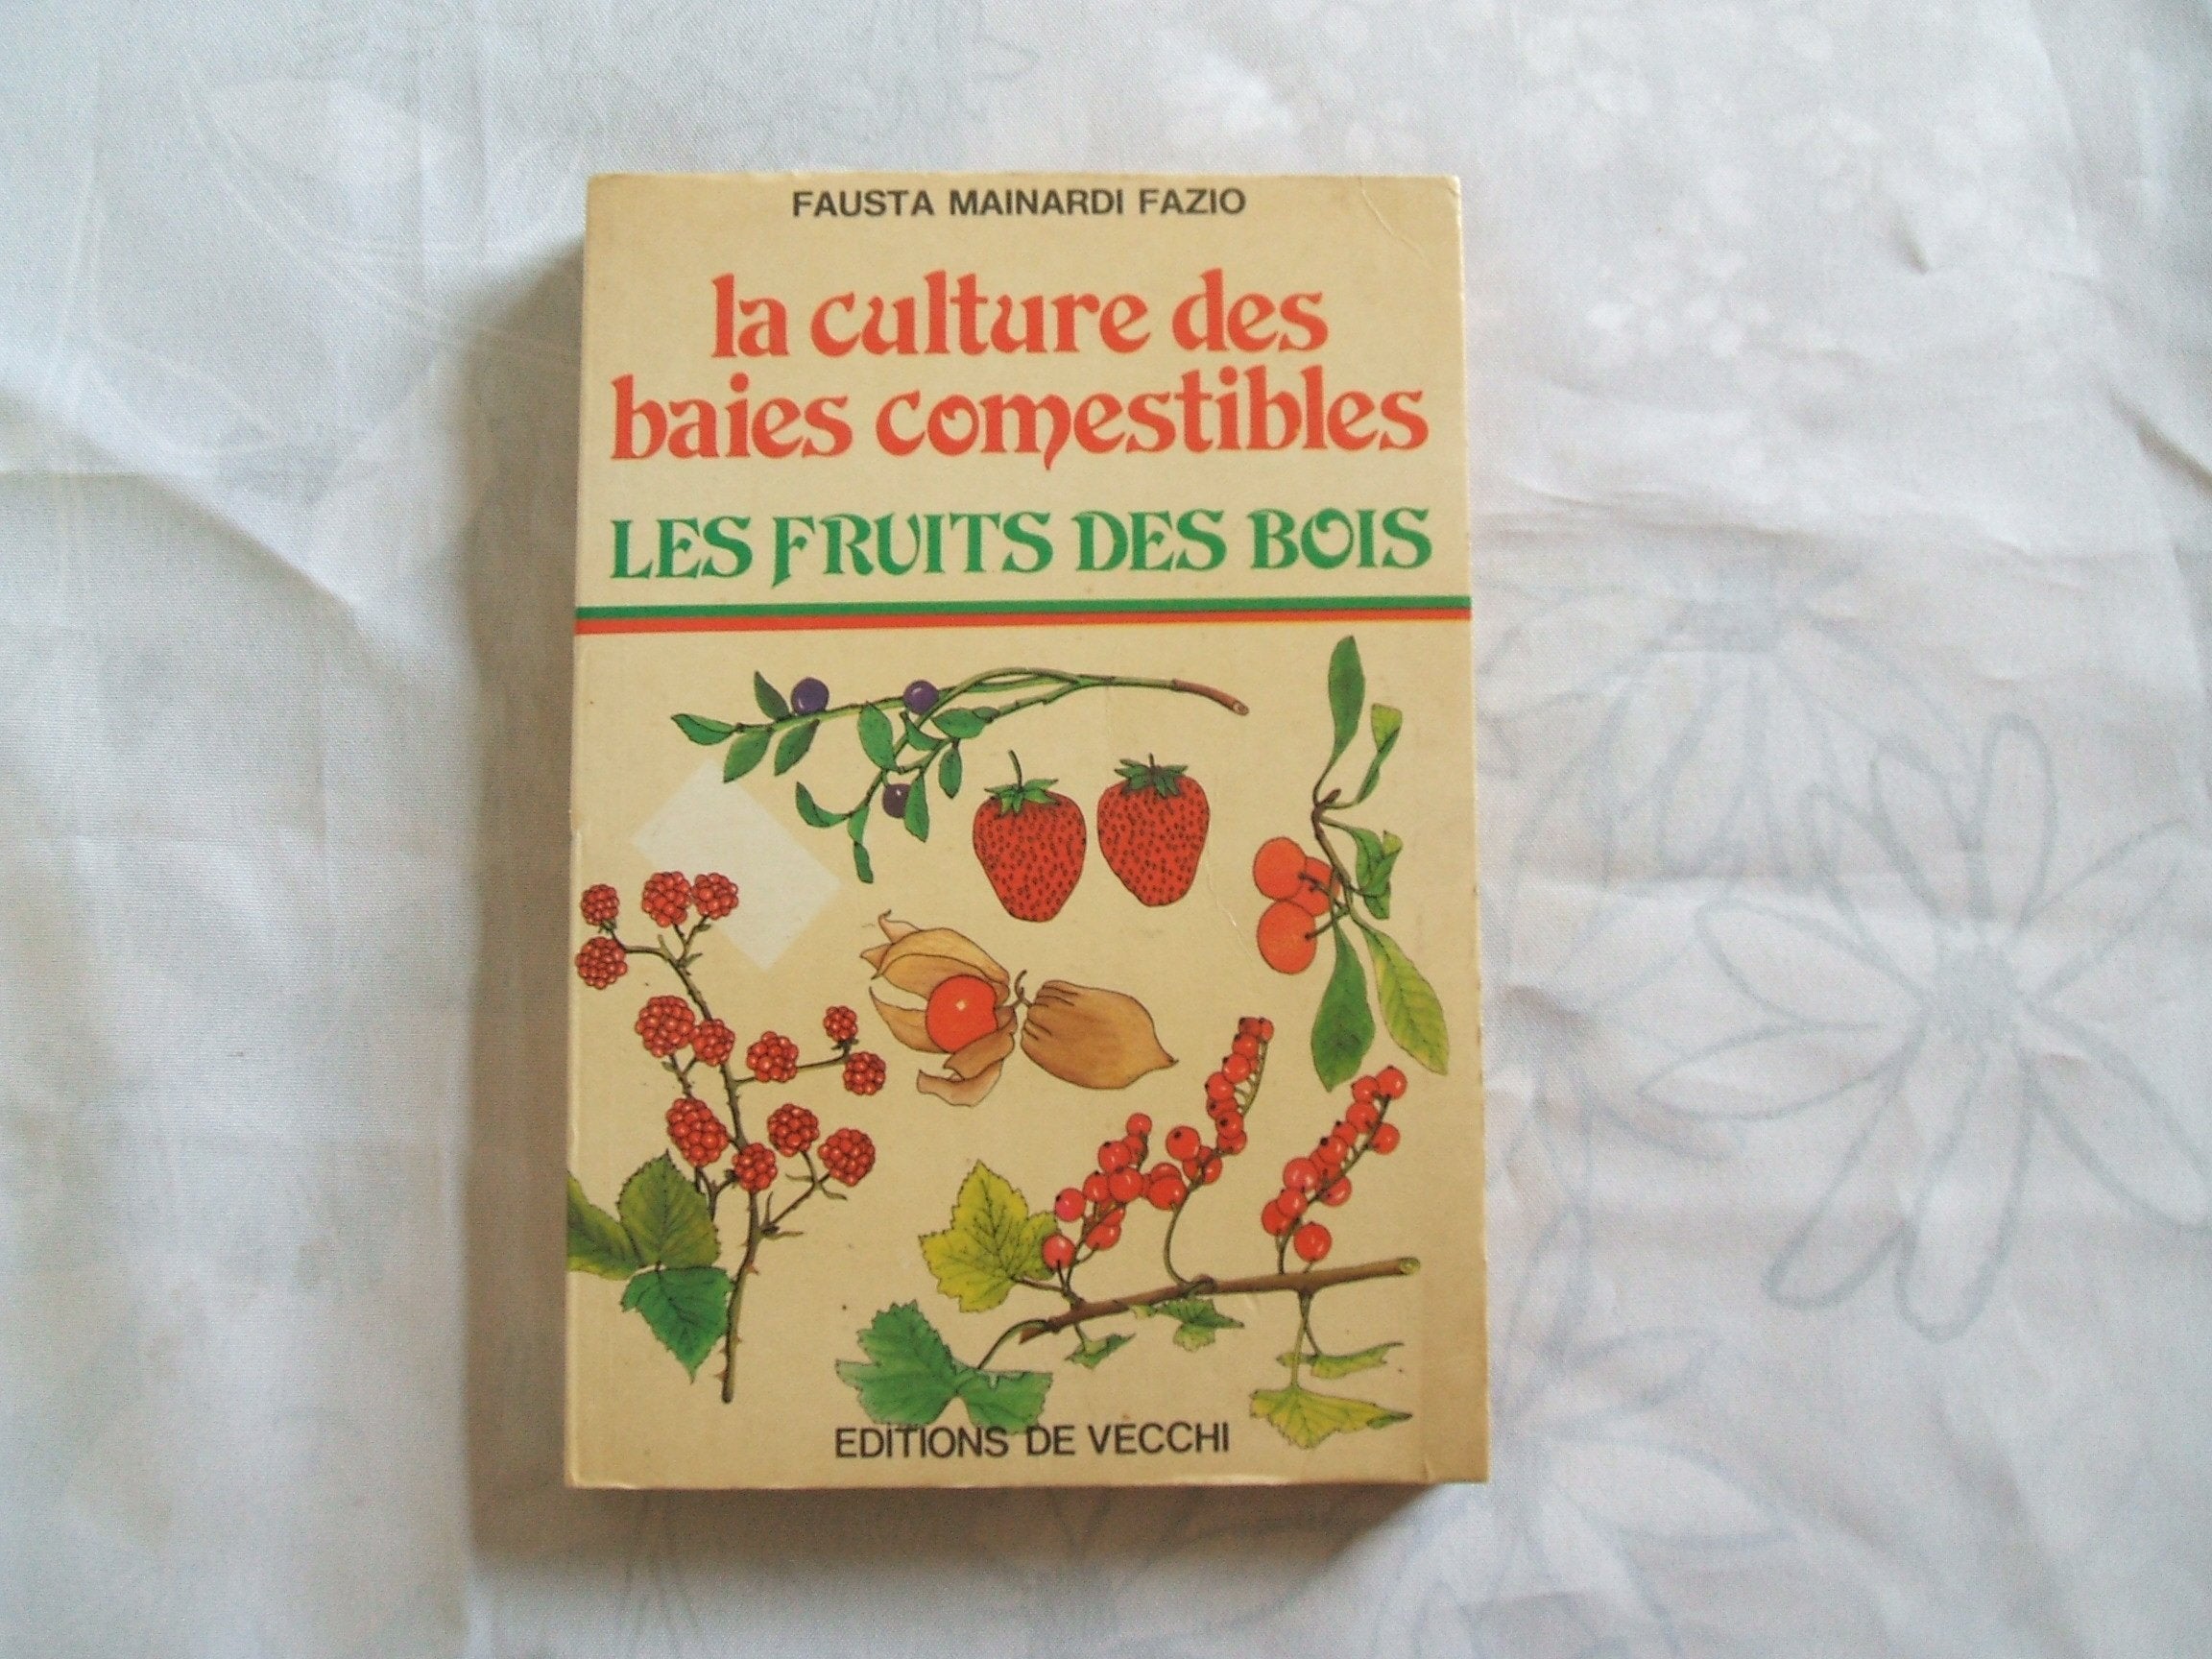 FAUSTA MAINARDI FAZIO
la culture des
baies comestibles
LES FRUITS DES BOIS
EDITIONS DE VECCHI